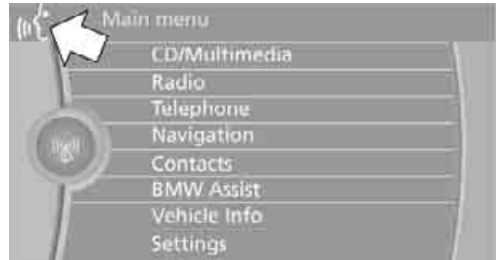 Main menu
CD/Multimedia
Radio
Telephone
Navigation
Contacts
BMW Assist
Vehicle Info
Settings